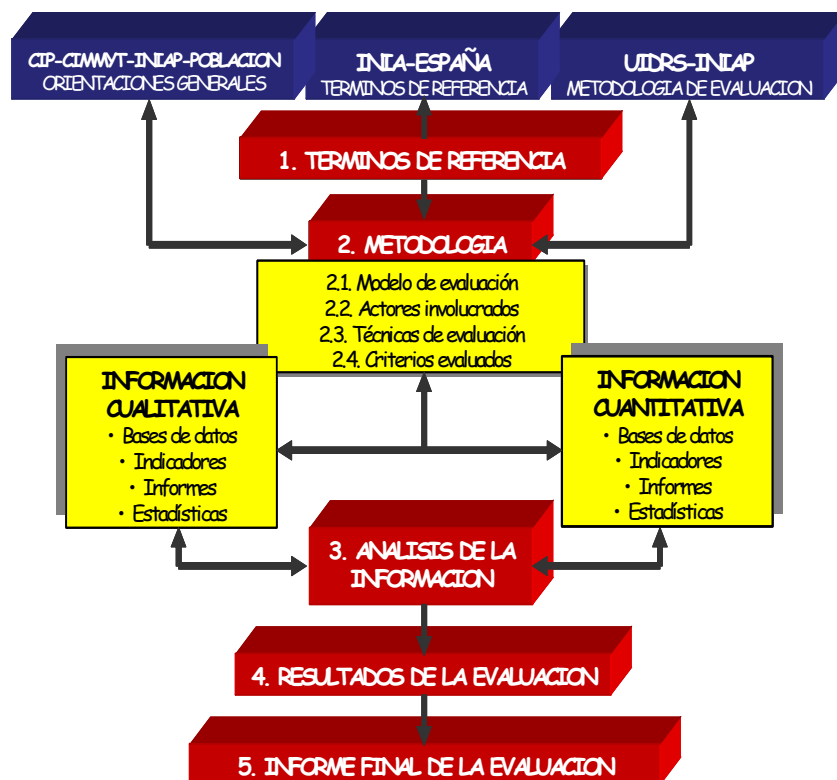 CIP-CIMMYT-INIAP-POBLACION
ORIENTACIONES GENERALES
INIA-ESPAÑA
TERMINOS DE REFERENCIA
UIDRS-INIAP
METODOLOGIA DE EVALUACION
1. TERMINOS DE REFERENCIA
2. METODOLOGIA
2.1. Modelo de evaluación
2.2. Actores involucrados
2.3. Técnicas de evaluación
2.4. Criterios evaluados
INFORMACION
CUALITATIVA
• Bases de datos
• Indicadores
• Informes
• Estadísticas
INFORMACION
CUANTITATIVA
• Bases de datos
• Indicadores
• Informes
• Estadísticas
3. ANALISIS DE LA
INFORMACION
4. RESULTADOS DE LA EVALUACION
5. INFORME FINAL DE LA EVALUACION